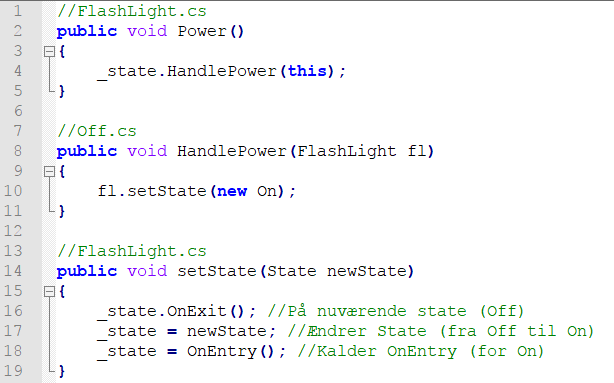 1 //FlashLight.cs
2 public void Power()
3 {
4     _state.HandlePower(this);
5 }
6
7 //Off.cs
8 public void HandlePower(FlashLight fl)
9 {
10     fl.setState(new On);
11 }
12
13 //FlashLight.cs
14 public void setState(State newState)
15 {
16     _state.OnExit(); //På nuværende state (Off)
17     _state = newState; //Ændrer State (fra Off til On)
18     _state = OnEntry(); //Kalder OnEntry (for On)
19 }